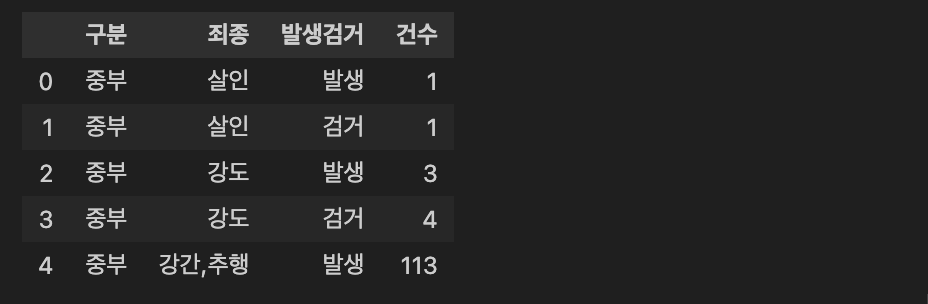 구분 죄종 발생검거 건수
0 중부 살인 발생 1
1 중부 살인 검거 1
2 중부 강도 발생 3
3 중부 강도 검거 4
4 중부 강간,추행 발생 113